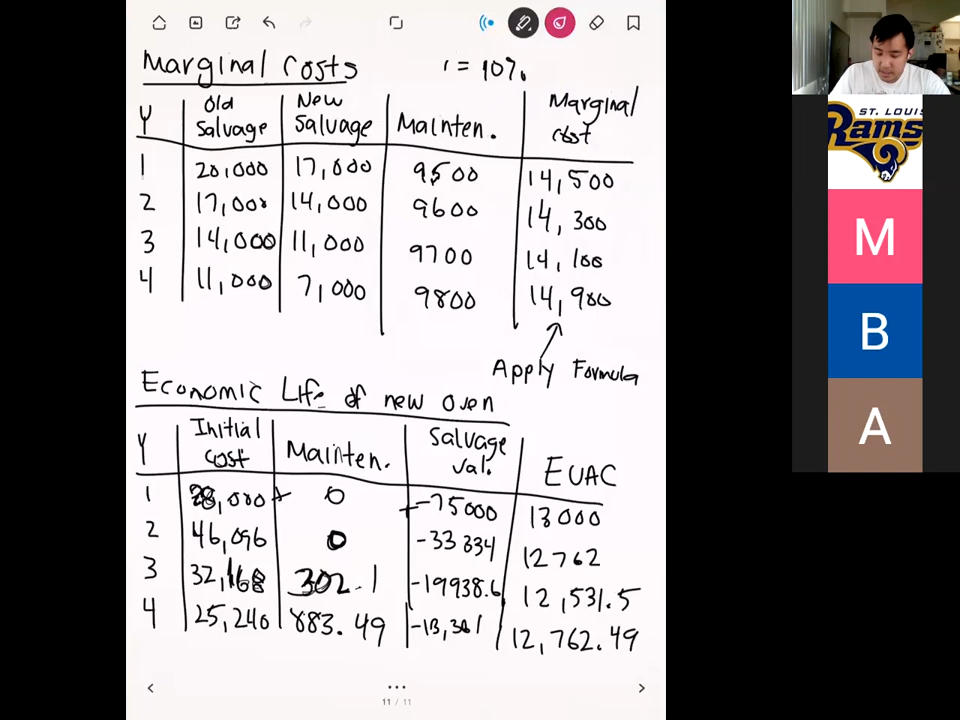 Marginal Costs i = 10%
Y Old Salvage New Salvage Mainten. Marginal cost
1 20,000 17,000 9500 14,500
2 17,000 14,000 9600 14,300
3 14,000 11,000 9700 14,100
4 11,000 7,000 9800 14,900
Apply Formula
Economic Life of new oven
Y Initial cost Mainten. Salvage val. EUAC
1 88,000 + 0 + -75000 13000
2 46,096 0 -33334 12762
3 32,168 302.1 -19938.6 12,531.5
4 25,240 883.49 -13,361 12,762.49
11 / 11
ST. LOUIS
Rams
M
B
A